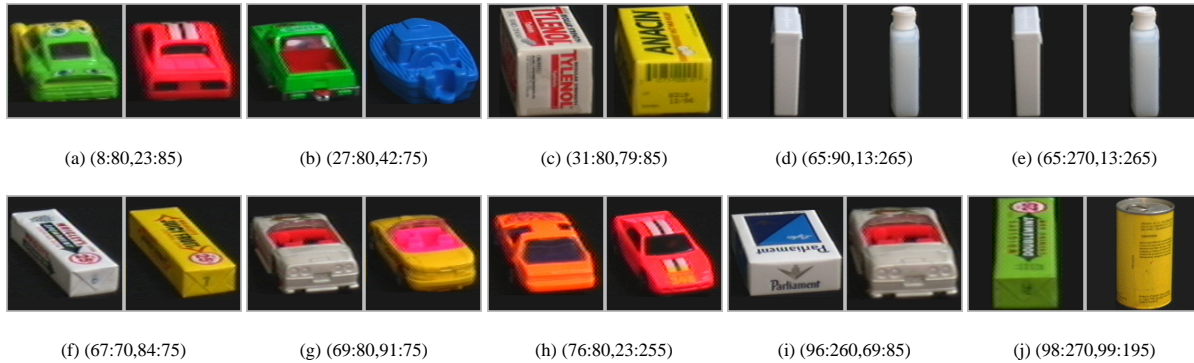 TYLENOL
TYLENOL
ANACIN
(a) (8:80,23:85)
(b) (27:80,42:75)
(c) (31:80,79:85)
(d) (65:90,13:265)
(e) (65:270,13:265)
Parliament
Parliament
DOUBLEMINT
(f) (67:70,84:75)
(g) (69:80,91:75)
(h) (76:80,23:255)
(i) (96:260,69:85)
(j) (98:270,99:195)